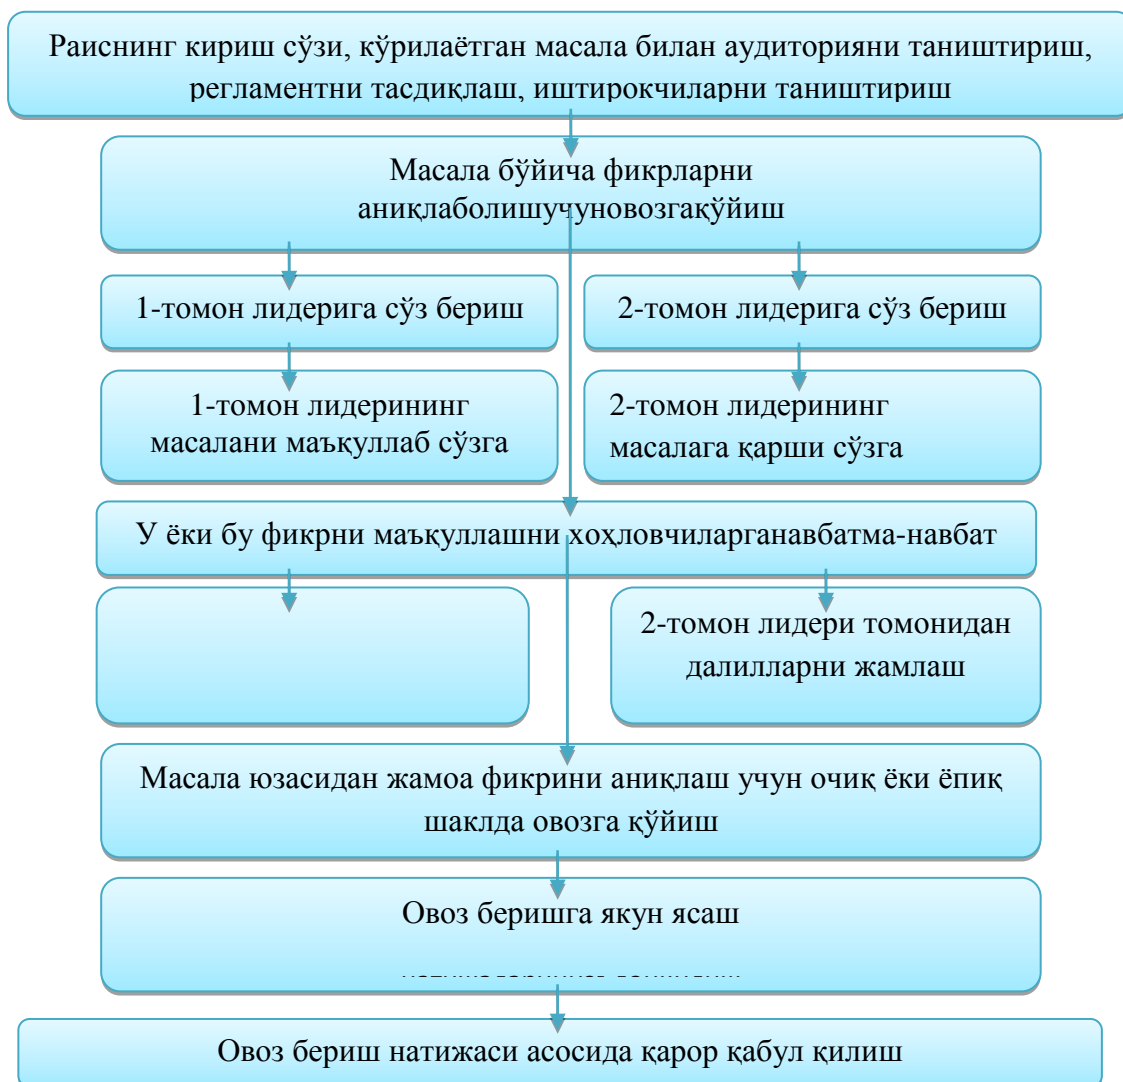 Раиснинг кириш сўзи, кўрилаётган масала билан аудиторияни таништириш,
регламентни тасдиқлаш, иштирокчиларни таништириш
Масала бўйича фикрларни
аниқлаболишучуновозгақўйиш
1-томон лидерига сўз бериш
2-томон лидерига сўз бериш
1-томон лидерининг
масалани маъқуллаб сўзга
2-томон лидерининг
масалага қарши сўзга
У ёки бу фикрни маъқуллашни хоҳловчиларганавбатма-навбат
2-томон лидери томонидан
далилларни жамлаш
Масала юзасидан жамоа фикрини аниқлаш учун очиқ ёки ёпиқ
шаклда овозга қўйиш
Овоз беришга якун ясаш
Овоз бериш натижаси асосида қарор қабул қилиш